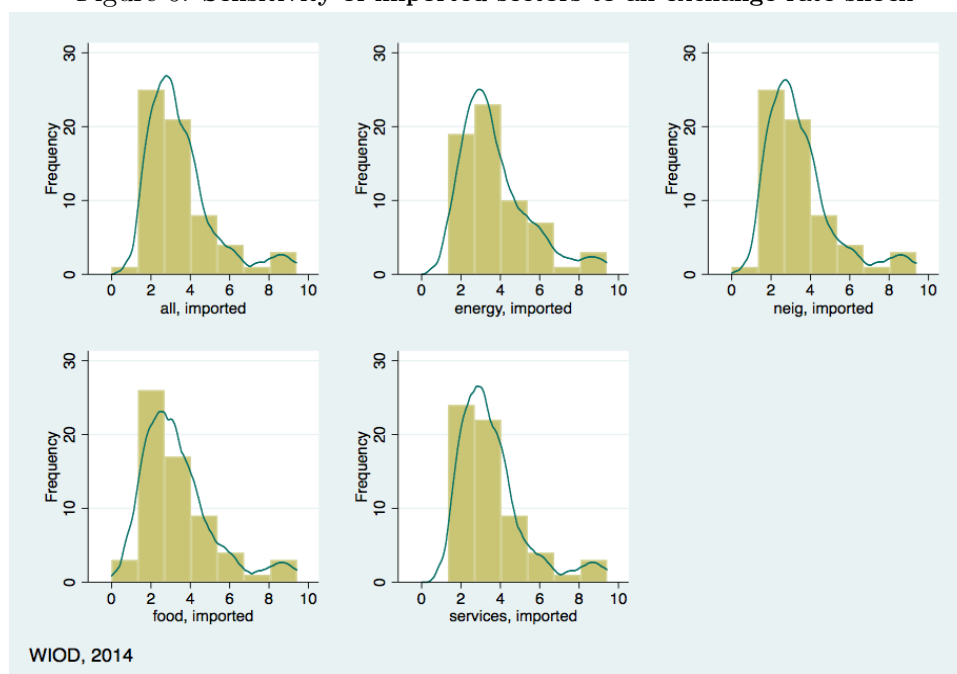 Figure
Sensitivity of imported sectors to an exchange rate shock
Frequency
0 10 20 30
0 2 4 6 8 10
all, imported
Frequency
0 10 20 30
0 2 4 6 8 10
energy, imported
Frequency
0 10 20 30
0 2 4 6 8 10
neig, imported
Frequency
0 10 20 30
0 2 4 6 8 10
food, imported
Frequency
0 10 20 30
0 2 4 6 8 10
services, imported
WIOD, 2014